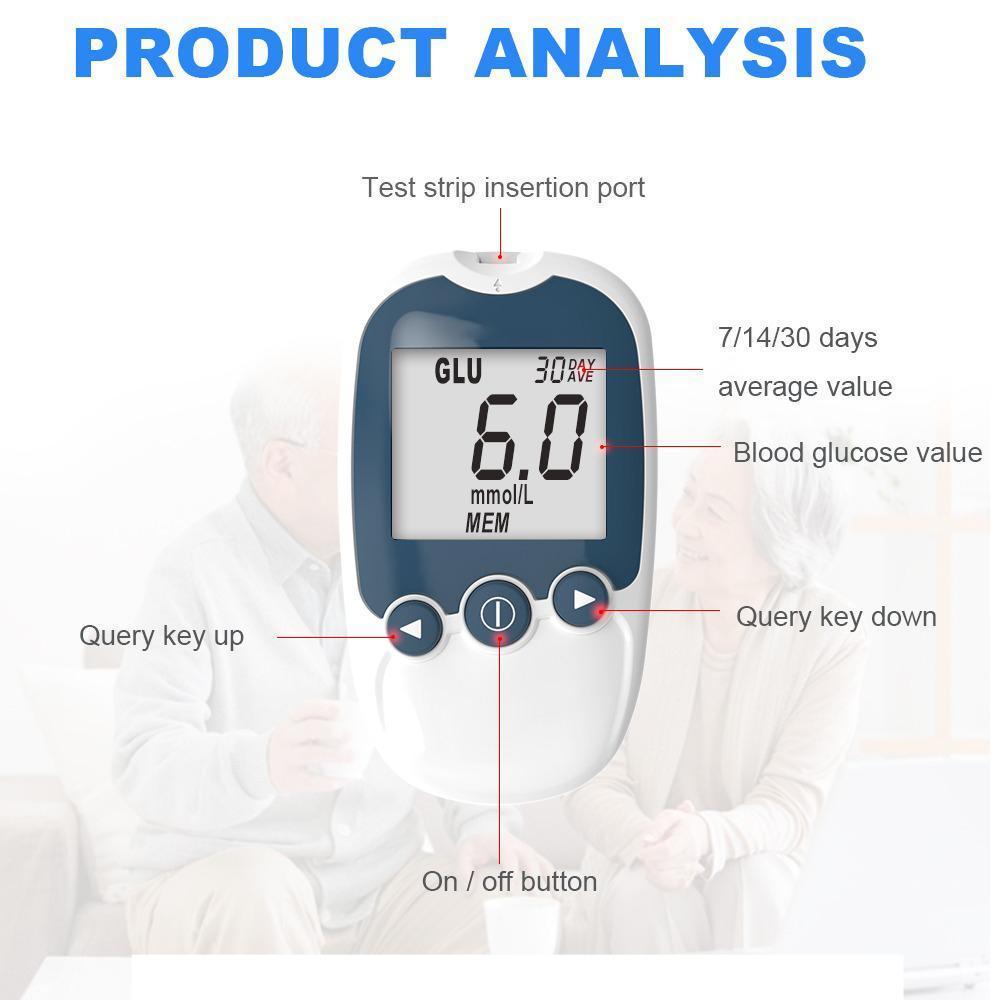 PRODUCT ANALYSIS
Test strip insertion port
7/14/30 days
average value
GLU 30 DAY AVE
6.0
Blood glucose value
mmol/L
MEM
Query key up
Query key down
On / off button